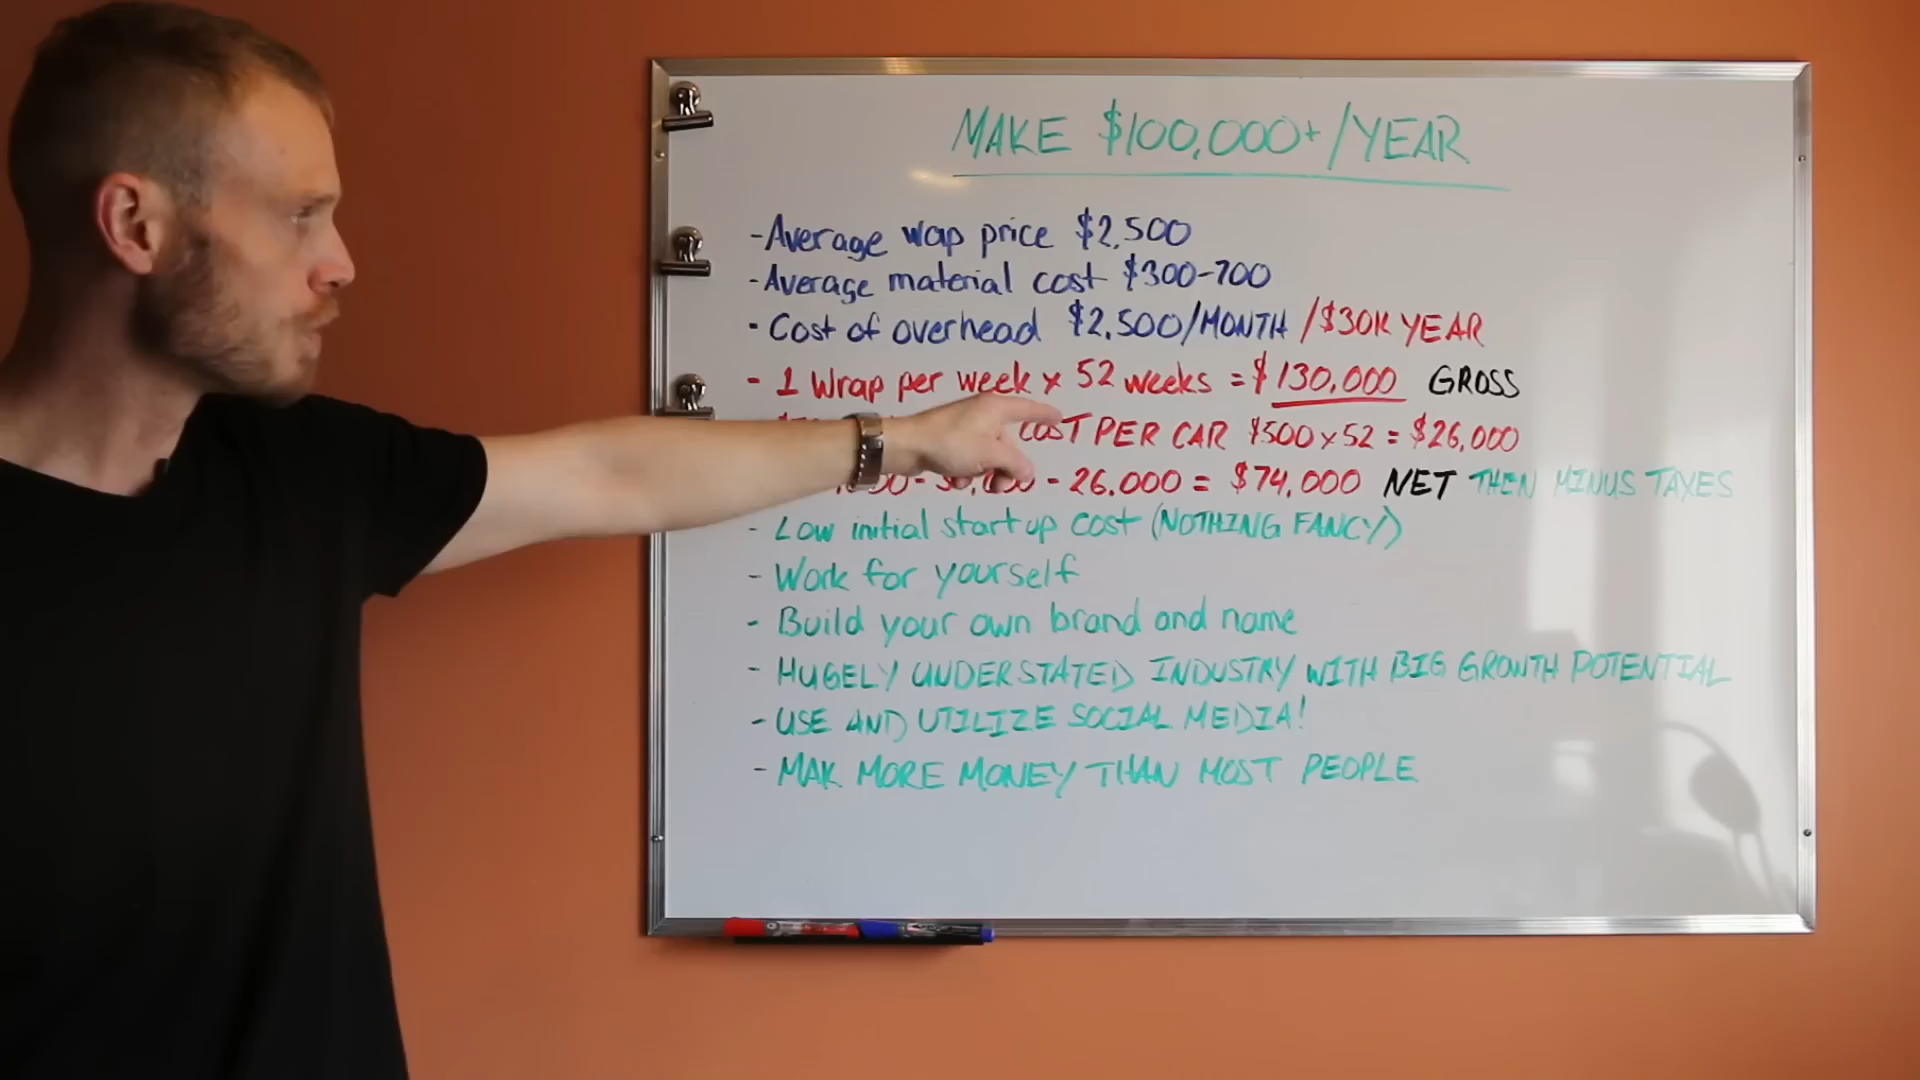 MAKE $100,000+/YEAR
- Average wap price $2,500
- Average material cost $300-700
- Cost of overhead $2,500/MONTH /$30K YEAR
- 1 Wrap per week x 52 weeks = $130,000 GROSS
COST PER CAR $500 x 52 = $26,000
- 26,000 = $74,000 NET THEN MINUS TAXES
- Low initial startup cost (NOTHING FANCY)
- Work for yourself
- Build your own brand and name
- HUGELY UNDERSTATED INDUSTRY WITH BIG GROWTH POTENTIAL
- USE AND UTILIZE SOCIAL MEDIA!
- MAK MORE MONEY THAN MOST PEOPLE